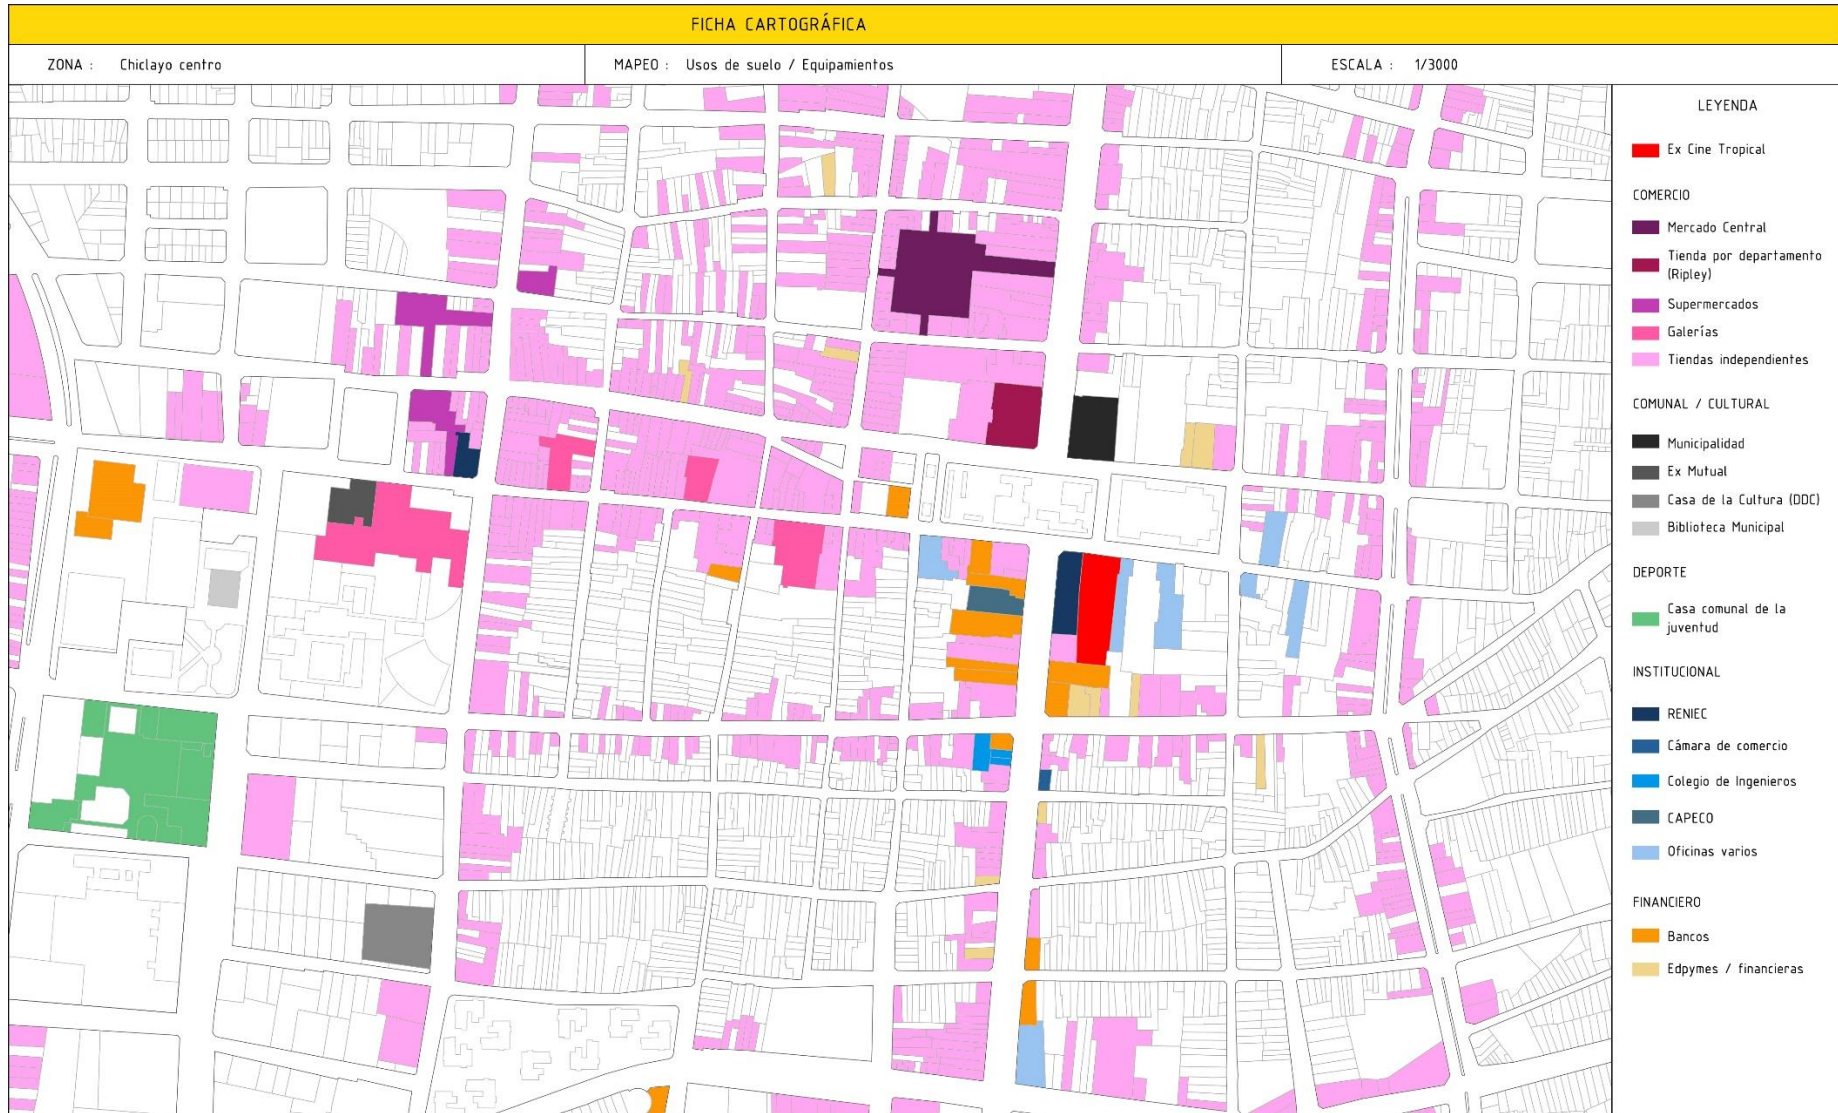 FICHA CARTOGRÁFICA
ZONA : Chiclayo centro
MAPEO : Usos de suelo / Equipamientos
ESCALA : 1/3000
LEYENDA
Ex Cine Tropical
COMERCIO
Mercado Central
Tienda por departamento
(Ripley)
Supermercados
Galerías
Tiendas independientes
COMUNAL / CULTURAL
Municipalidad
Ex Mutual
Casa de la Cultura (DDC)
Biblioteca Municipal
DEPORTE
Casa comunal de la
juventud
INSTITUCIONAL
RENIEC
Cámara de comercio
Colegio de Ingenieros
CAPECO
Oficinas varios
FINANCIERO
Bancos
Edpymes / financieras